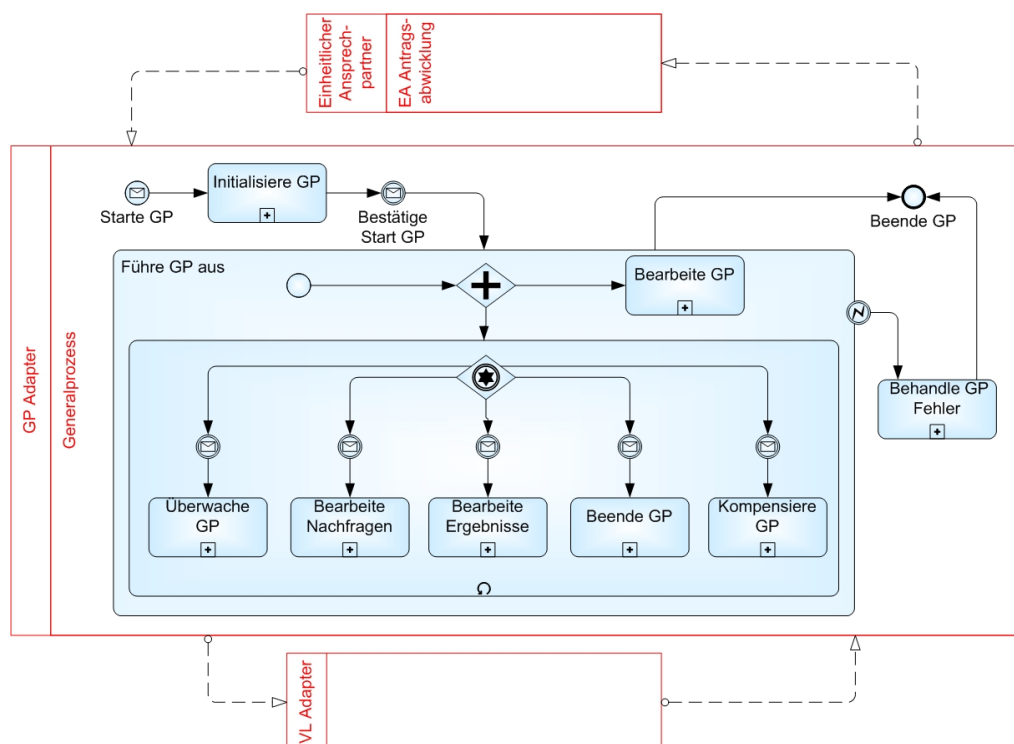 Einheitlicher
Ansprech-
partner
EA Antrags-
abwicklung
GP Adapter
Generalprozess
Starte GP
Initialisiere GP
Bestätige
Start GP
Beende GP
Führe GP aus
Bearbeite GP
Behandle GP
Fehler
Überwache
GP
Bearbeite
Nachfragen
Bearbeite
Ergebnisse
Beende GP
Kompensiere
GP
VL Adapter